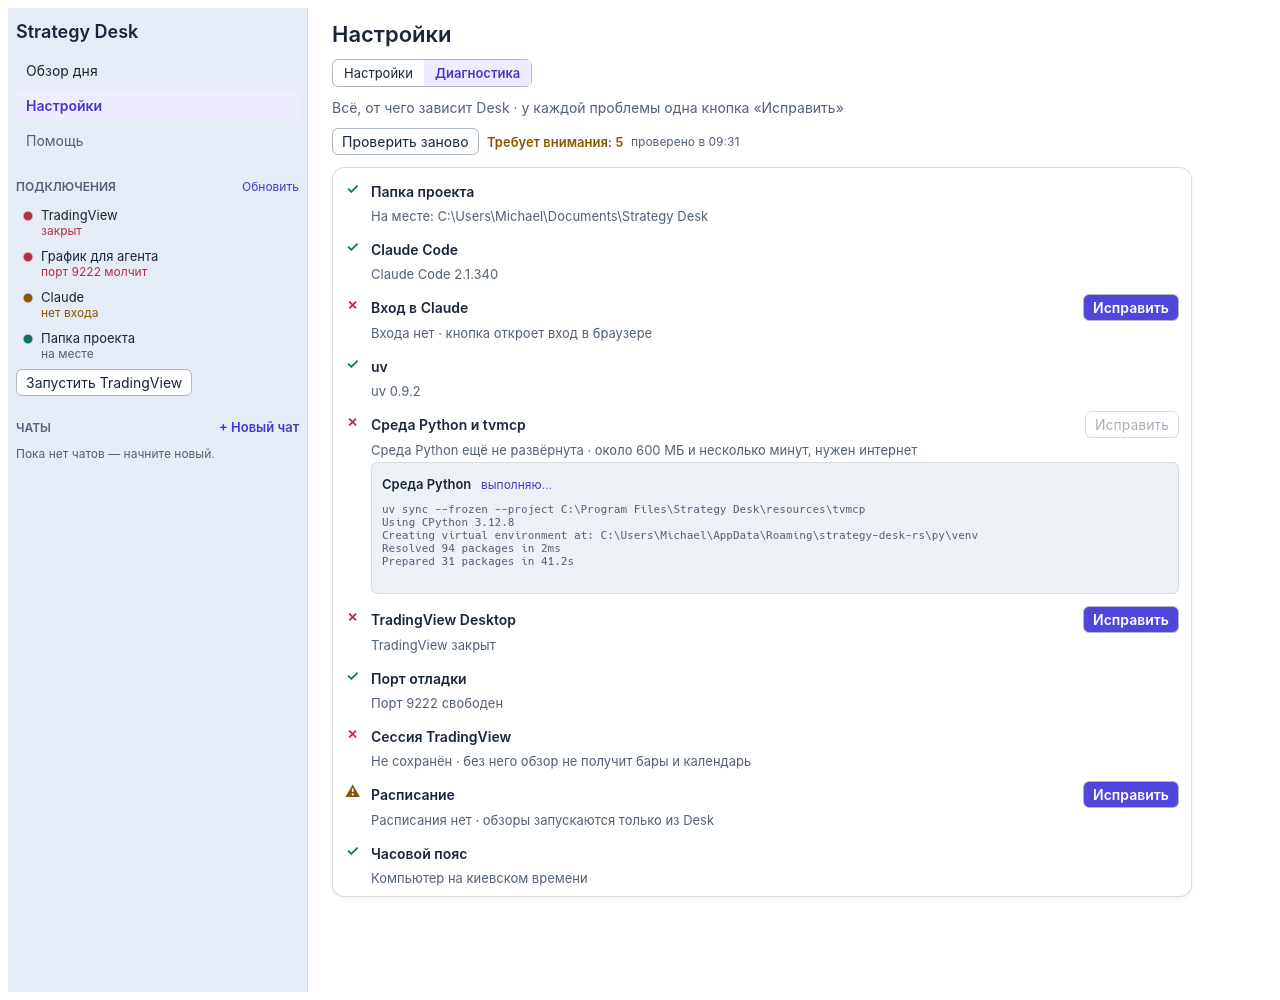 Strategy Desk
Обзор дня
Настройки
Помощь
ПОДКЛЮЧЕНИЯ
Обновить
TradingView
закрыт
График для агента
порт 9222 молчит
Claude
нет входа
Папка проекта
на месте
Запустить TradingView
ЧАТЫ
+ Новый чат
Пока нет чатов — начните новый.
Настройки
Настройки
Диагностика
Всё, от чего зависит Desk · у каждой проблемы одна кнопка «Исправить»
Проверить заново
Требует внимания: 5
проверено в 09:31
Папка проекта
На месте: C:\Users\Michael\Documents\Strategy Desk
Claude Code
Claude Code 2.1.340
Вход в Claude
Исправить
Входа нет · кнопка откроет вход в браузере
uv
uv 0.9.2
Среда Python и tvmcp
Исправить
Среда Python ещё не развёрнута · около 600 МБ и несколько минут, нужен интернет
Среда Python
выполняю...
uv sync --frozen --project C:\Program Files\Strategy Desk\resources\tvmcp
Using CPython 3.12.8
Creating virtual environment at: C:\Users\Michael\AppData\Roaming\strategy-desk-rs\py\venv
Resolved 94 packages in 2ms
Prepared 31 packages in 41.2s
TradingView Desktop
Исправить
TradingView закрыт
Порт отладки
Порт 9222 свободен
Сессия TradingView
Не сохранён · без него обзор не получит бары и календарь
Расписание
Исправить
Расписания нет · обзоры запускаются только из Desk
Часовой пояс
Компьютер на киевском времени